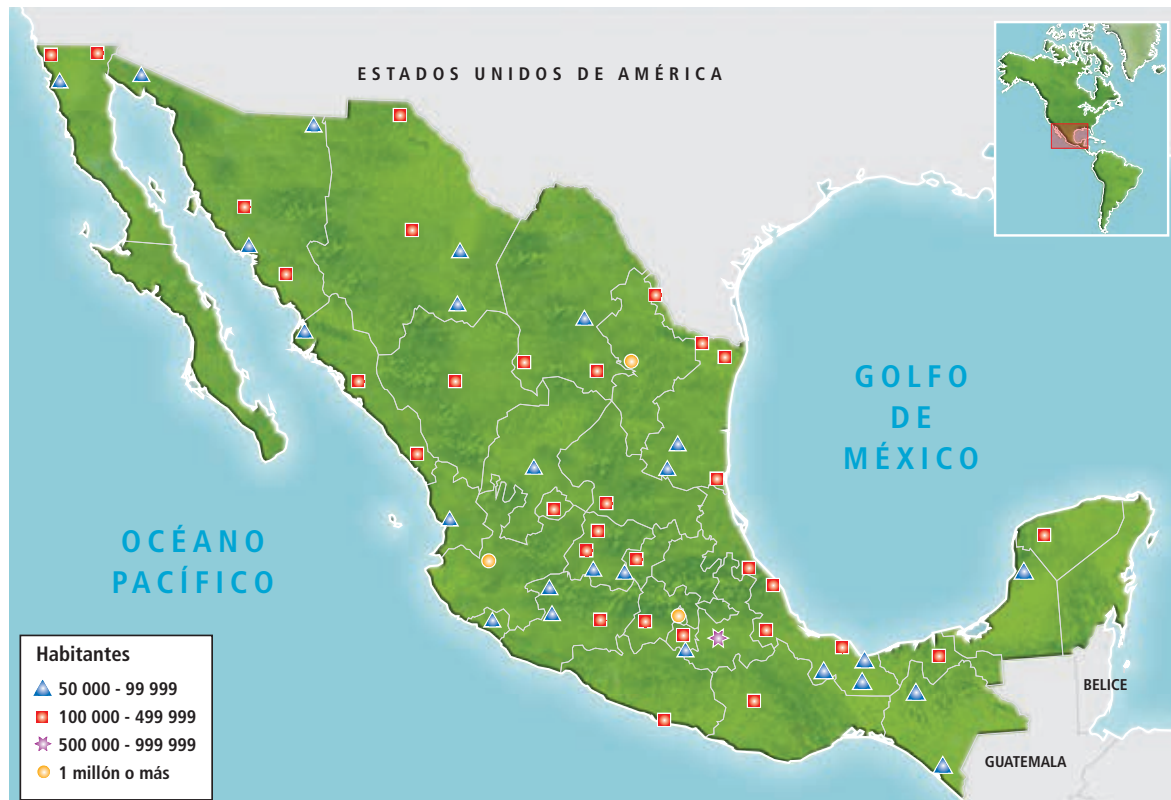 ESTADOS UNIDOS DE AMÉRICA
GOLFO
DE
MÉXICO
OCÉANO
PACÍFICO
Habitantes
50 000 - 99 999
100 000 - 499 999
500 000 - 999 999
1 millón o más
BELICE
GUATEMALA